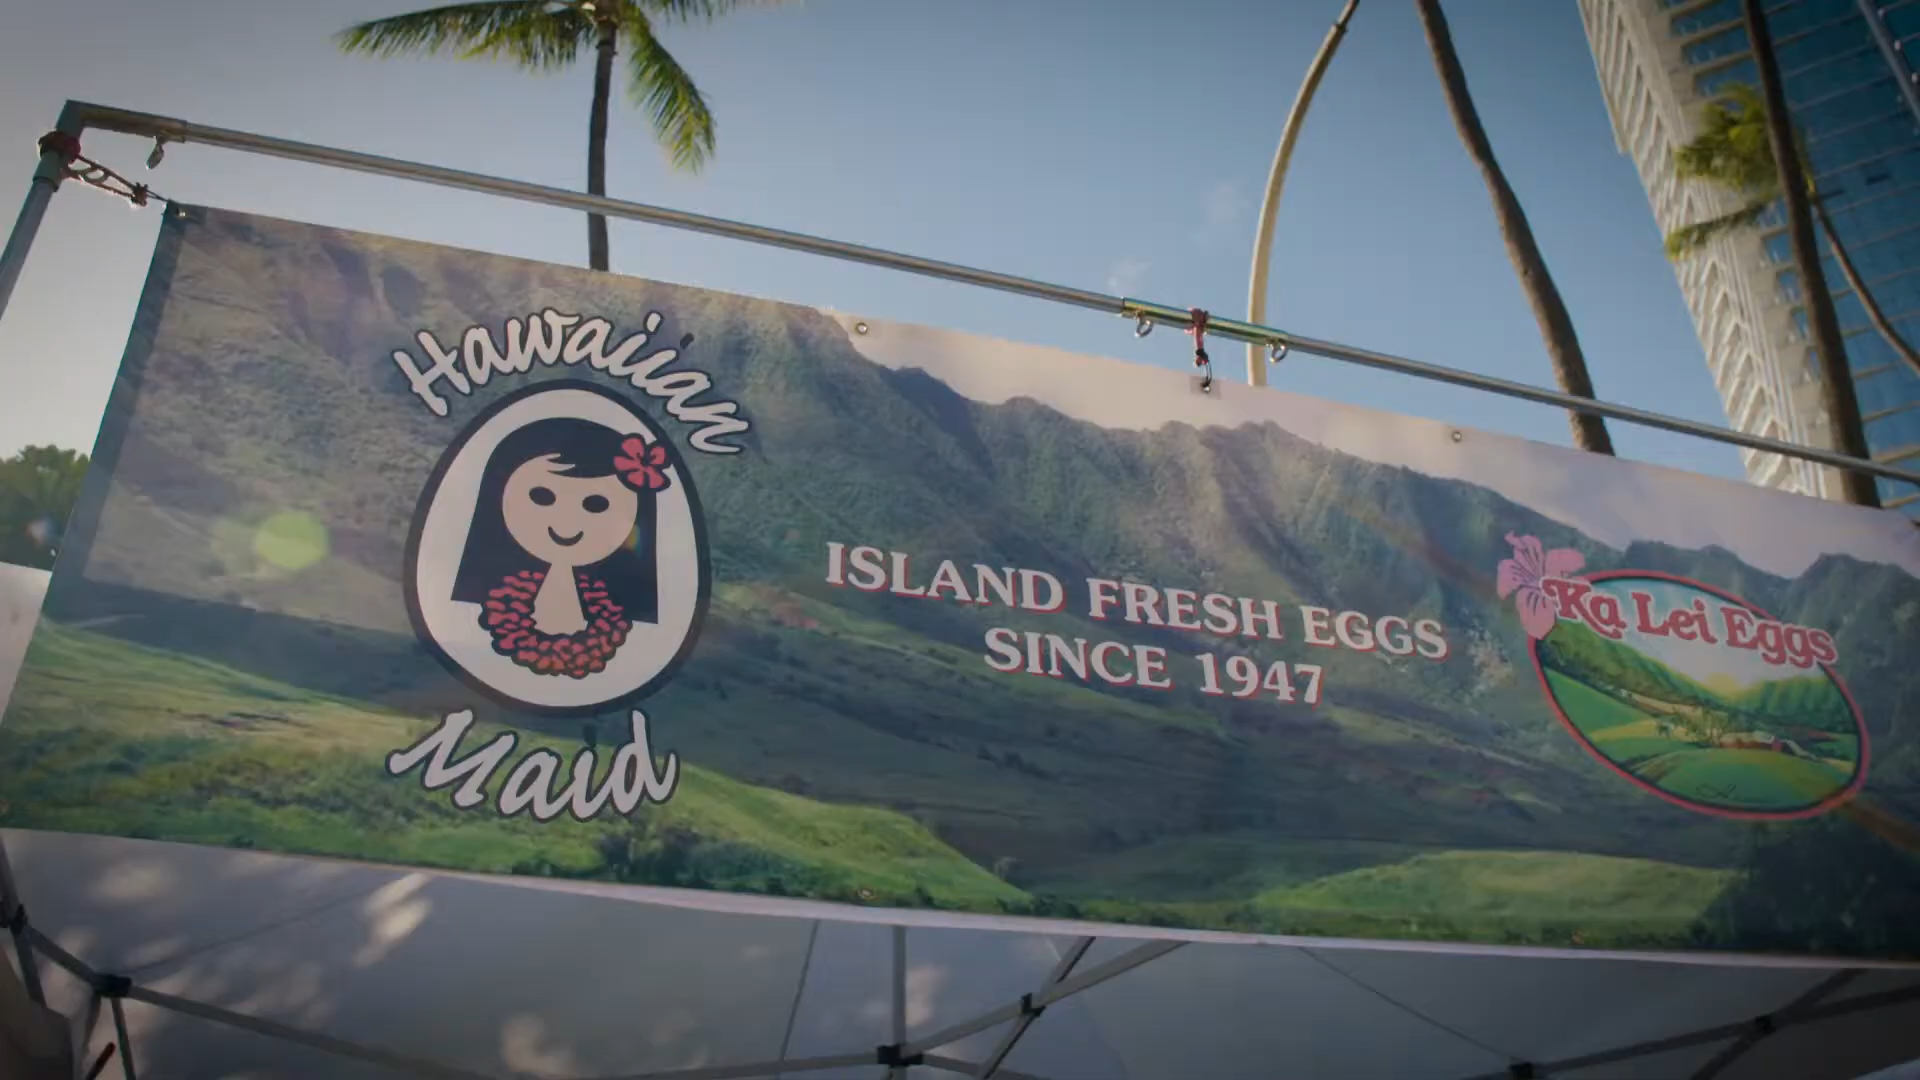 Hawaiian
Maid
ISLAND FRESH EGGS
SINCE 1947
Ka Lei Eggs